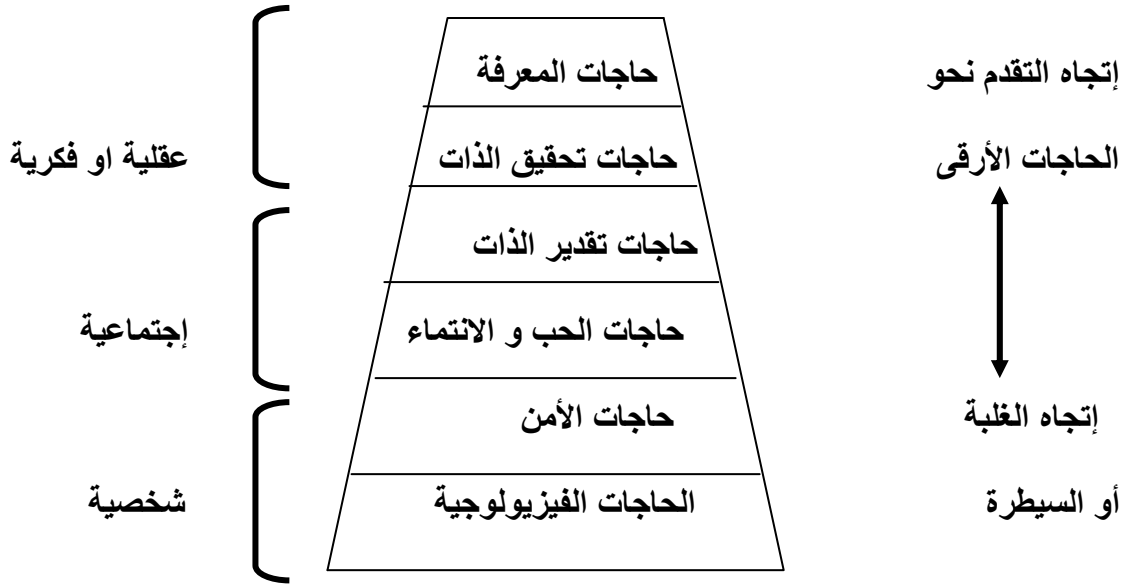 إتجاه التقدم نحو
الحاجات الأرقى
إتجاه الغلبة
أو السيطرة
حاجات المعرفة
حاجات تحقيق الذات
حاجات تقدير الذات
حاجات الحب و الانتماء
حاجات الأمن
الحاجات الفيزيولوجية
عقلية او فكرية
إجتماعية
شخصية